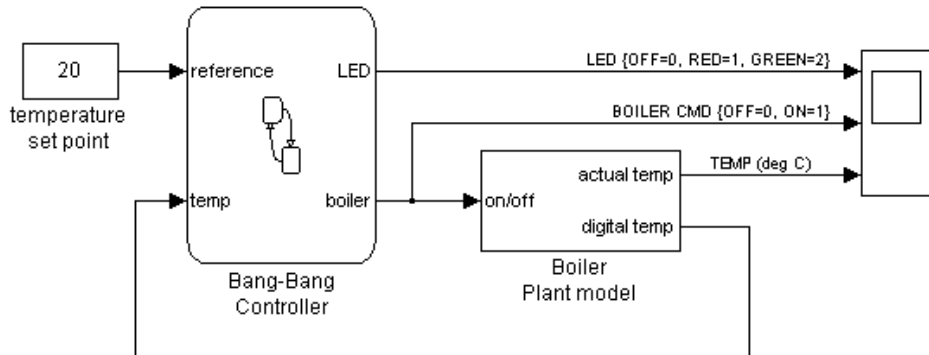 20
temperature
set point
reference
LED
temp
boiler
Bang-Bang
Controller
LED {OFF=0, RED=1, GREEN=2}
BOILER CMD {OFF=0, ON=1}
TEMP (deg C)
on/off
actual temp
digital temp
Boiler
Plant model